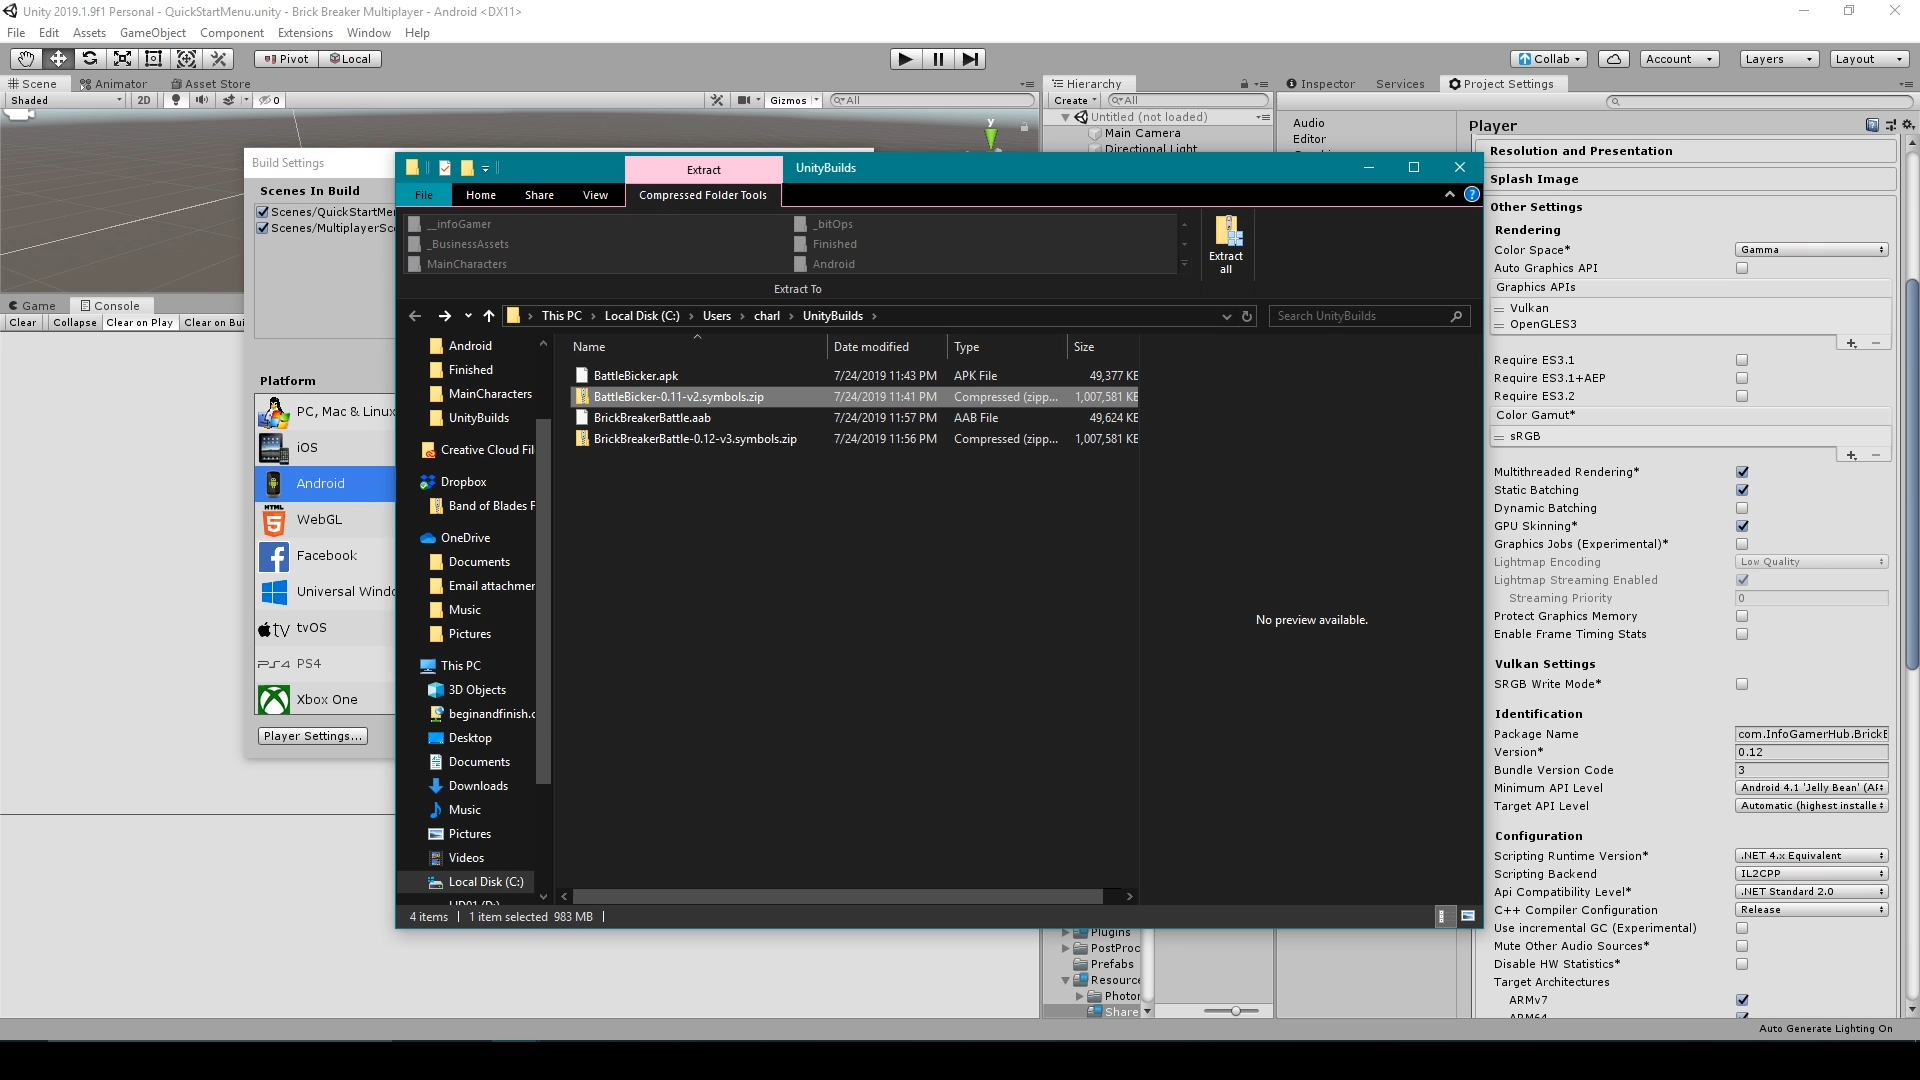 Unity 2019.1.9f1 Personal - QuickStartMenu.unity - Brick Breaker Multiplayer - Android <DX11>
File Edit Assets GameObject Component Extensions Window Help
Pivot Local Collab Account Layers Layout
Scene Animator Asset Store Hierarchy Inspector Services Project Settings
Shaded 2D 0 Gizmos All Create All
Untitled (not loaded)
Main Camera
Directional Light
Audio
Editor
Build Settings
Scenes In Build
Scenes/QuickStartMe
Scenes/MultiplayerSc
Game Console
Clear Collapse Clear on Play Clear on Bui
Platform
PC, Mac & Linux
iOS
Android
WebGL
Facebook
Universal Windo
tvOS
PS4
Xbox One
Player Settings...
Extract UnityBuilds
File Home Share View Compressed Folder Tools
__infoGamer _bitOps
_BusinessAssets Finished
MainCharacters Android
Extract all
Extract To
This PC Local Disk (C:) Users charl UnityBuilds
Search UnityBuilds
Android
Finished
MainCharacters
UnityBuilds
Creative Cloud Fil
Dropbox
Band of Blades F
OneDrive
Documents
Email attachmer
Music
Pictures
This PC
3D Objects
beginandfinish.c
Desktop
Documents
Downloads
Music
Pictures
Videos
Local Disk (C:)
Name Date modified Type Size
BattleBicker.apk 7/24/2019 11:43 PM APK File 49,377 KE
BattleBicker-0.11-v2.symbols.zip 7/24/2019 11:41 PM Compressed (zipp... 1,007,581 KE
BrickBreakerBattle.aab 7/24/2019 11:57 PM AAB File 49,624 KE
BrickBreakerBattle-0.12-v3.symbols.zip 7/24/2019 11:56 PM Compressed (zipp... 1,007,581 KE
No preview available.
4 items 1 item selected 983 MB
Plugins
PostProc
Prefabs
Resource
Photor
Share
Player
Resolution and Presentation
Splash Image
Other Settings
Rendering
Color Space* Gamma
Auto Graphics API
Graphics APIs
Vulkan
OpenGLES3
Require ES3.1
Require ES3.1+AEP
Require ES3.2
Color Gamut*
sRGB
Multithreaded Rendering*
Static Batching
Dynamic Batching
GPU Skinning*
Graphics Jobs (Experimental)*
Lightmap Encoding Low Quality
Lightmap Streaming Enabled
Streaming Priority 0
Protect Graphics Memory
Enable Frame Timing Stats
Vulkan Settings
SRGB Write Mode*
Identification
Package Name com.InfoGamerHub.BrickE
Version* 0.12
Bundle Version Code 3
Minimum API Level Android 4.1 'Jelly Bean' (AP
Target API Level Automatic (highest installe
Configuration
Scripting Runtime Version* .NET 4.x Equivalent
Scripting Backend IL2CPP
Api Compatibility Level* .NET Standard 2.0
C++ Compiler Configuration Release
Use incremental GC (Experimental)
Mute Other Audio Sources*
Disable HW Statistics*
Target Architectures
ARMv7
ARM64
Auto Generate Lighting On